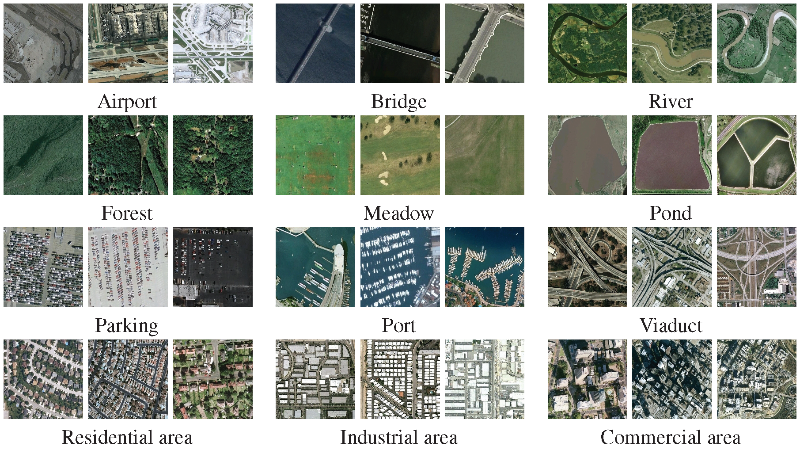 Airport
Bridge
River
Forest
Meadow
Pond
Parking
Port
Viaduct
Residential area
Industrial area
Commercial area